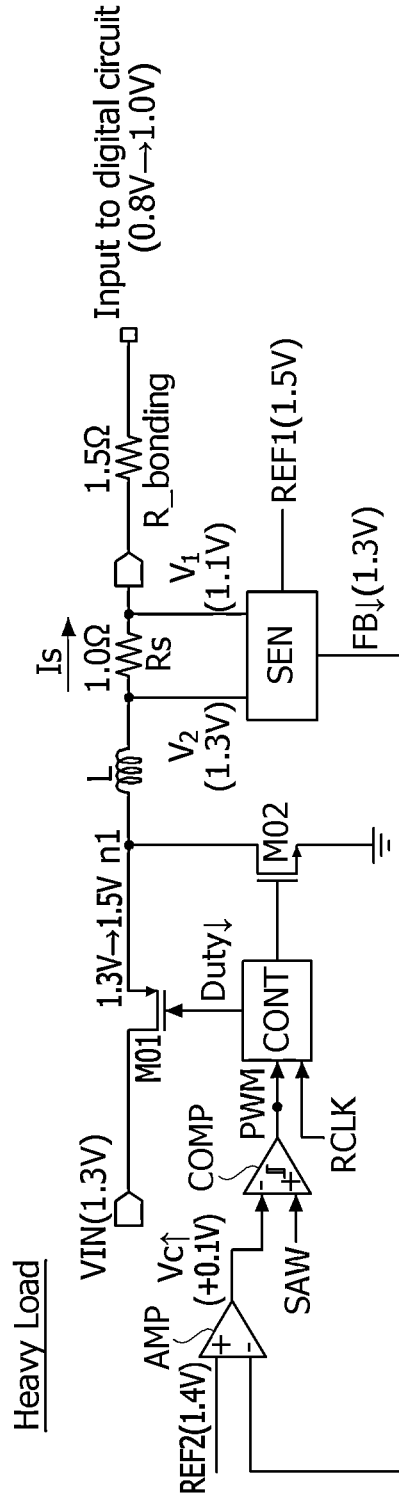 Heavy Load
VIN(1.3V)
M01
1.3V→1.5V n1
L
Is
1.0Ω
Rs
1.5Ω
R_bonding
Input to digital circuit
(0.8V→1.0V)
V₂
(1.3V)
V₁
(1.1V)
SEN
REF1(1.5V)
FB↓(1.3V)
Duty↓
M02
CONT
PWM
RCLK
COMP
-
+
SAW
Vc↑
(+0.1V)
AMP
+
-
REF2(1.4V)